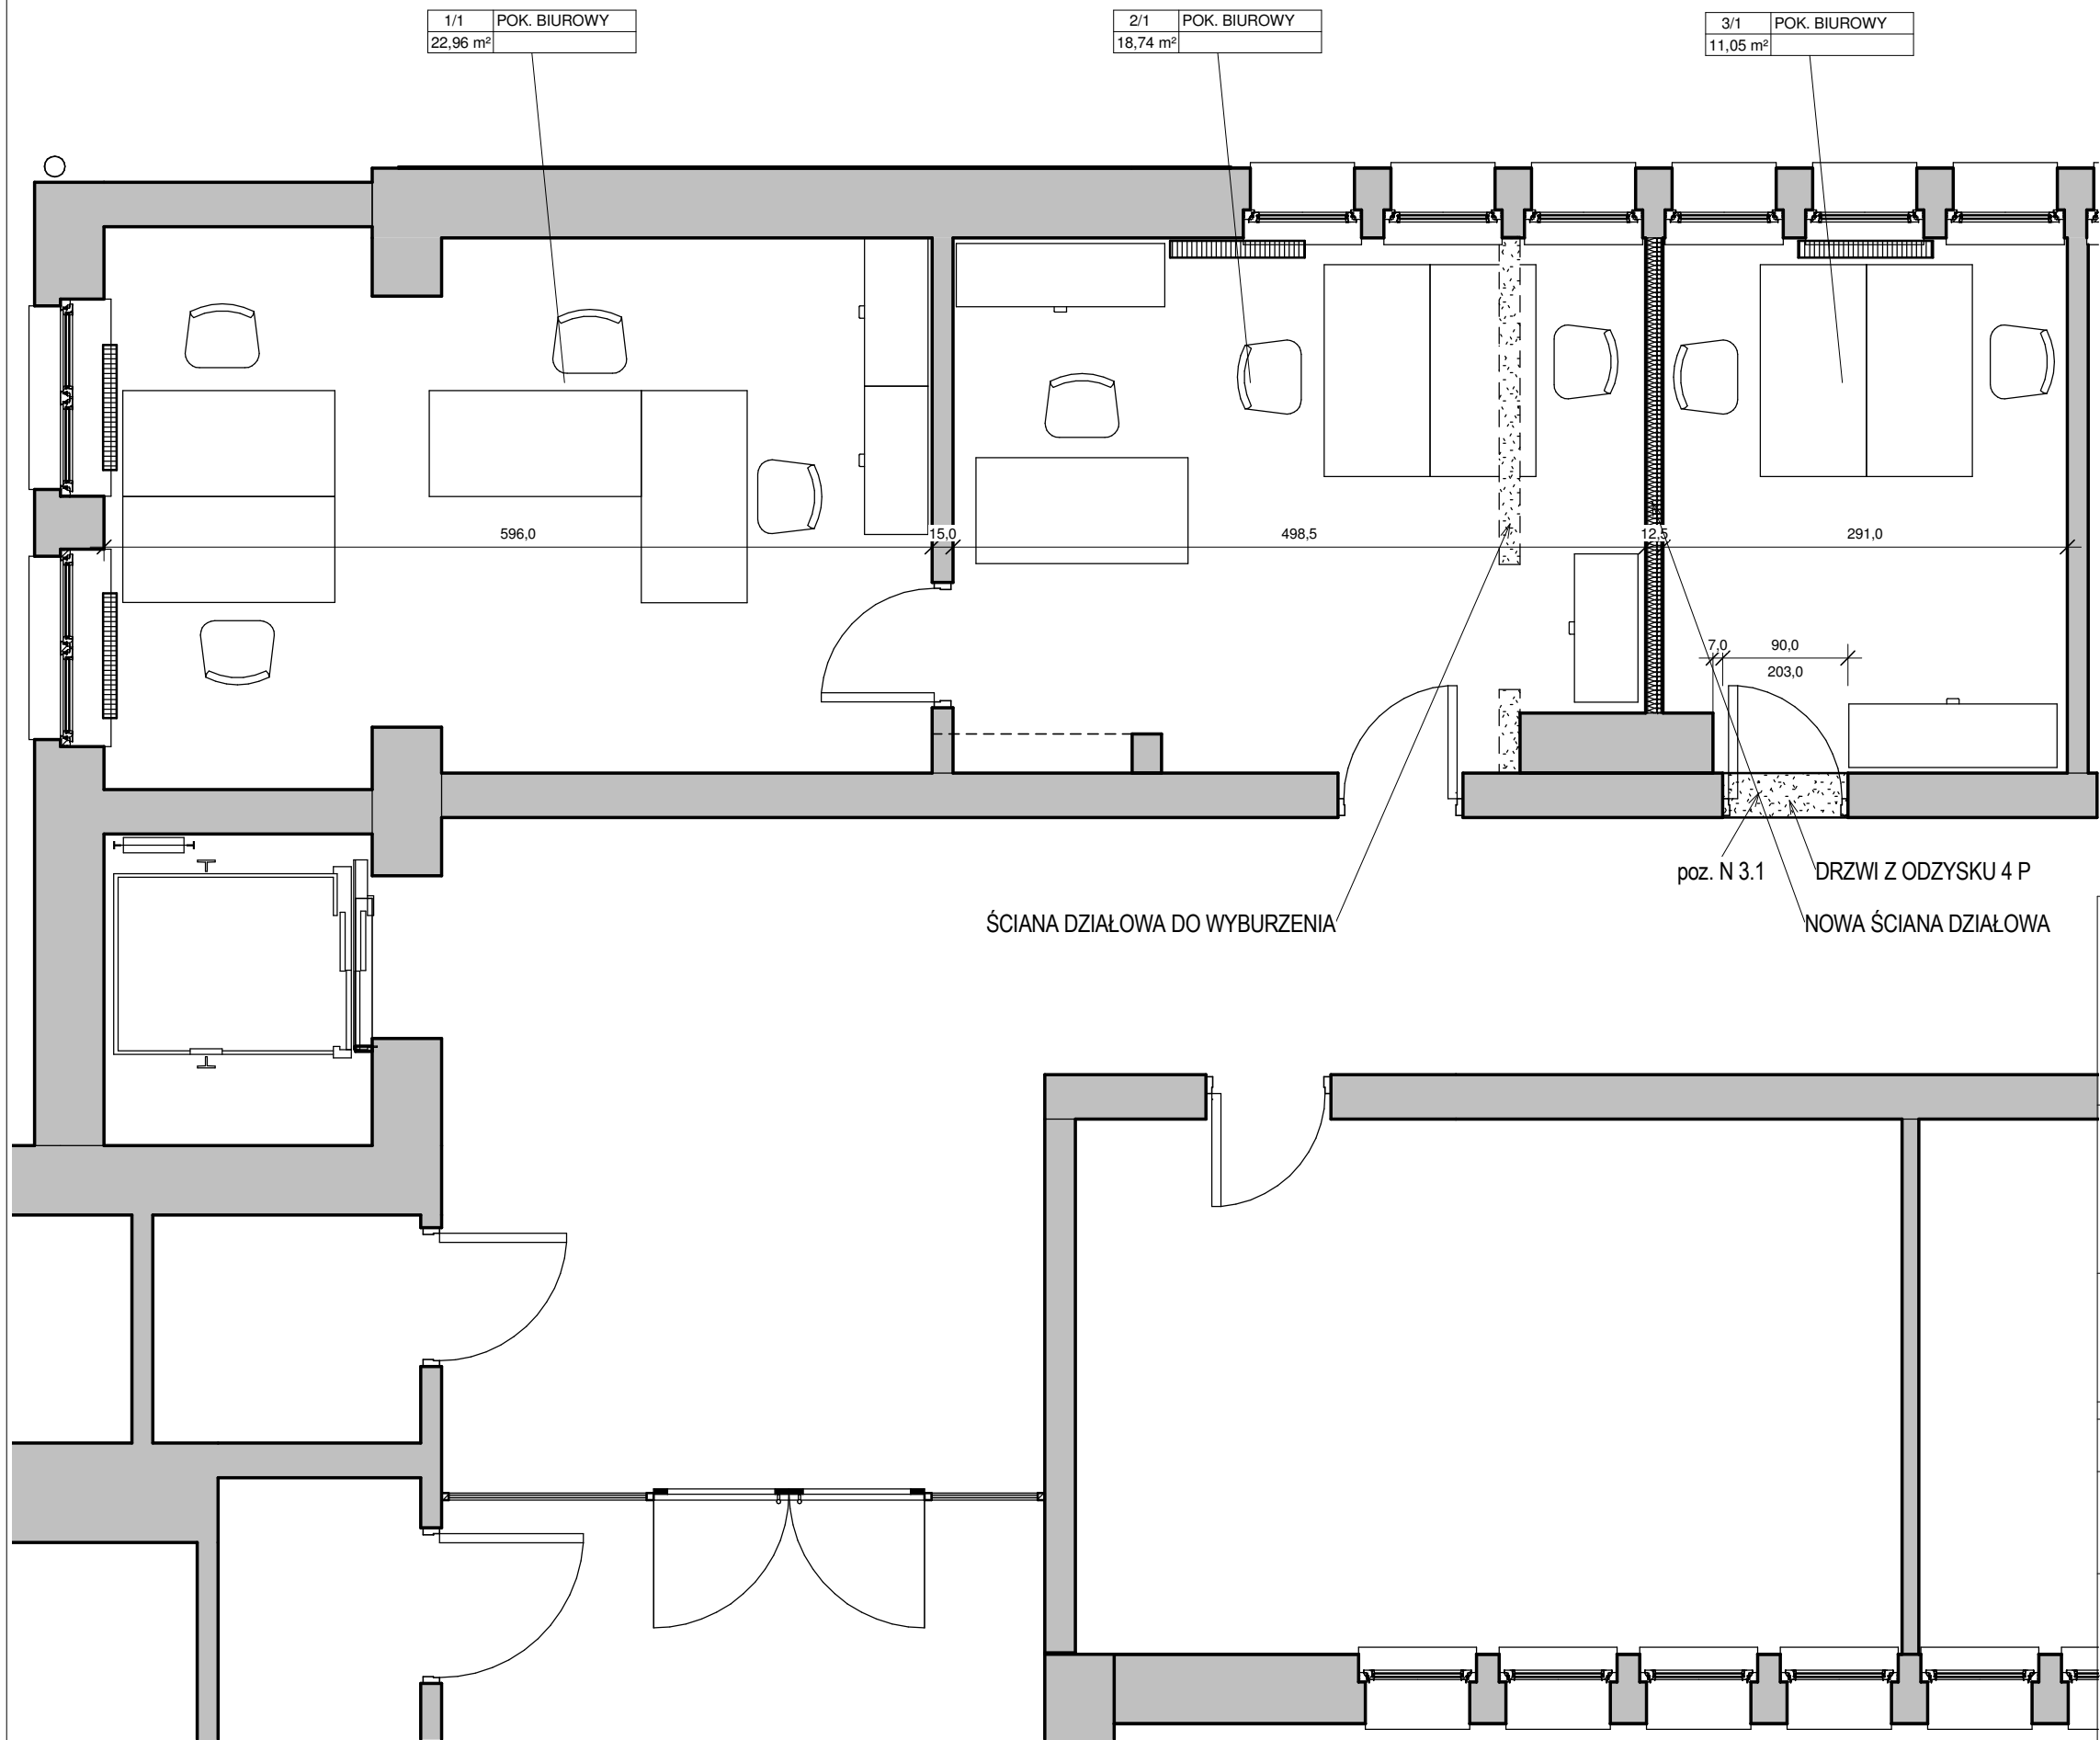 1/1 POK. BIUROWY
22,96 m²
2/1 POK. BIUROWY
18,74 m²
3/1 POK. BIUROWY
11,05 m²
596,0
15,0
498,5
12,5
291,0
7,0
90,0
203,0
poz. N 3.1
DRZWI Z ODZYSKU 4 P
ŚCIANA DZIAŁOWA DO WYBURZENIA
NOWA ŚCIANA DZIAŁOWA